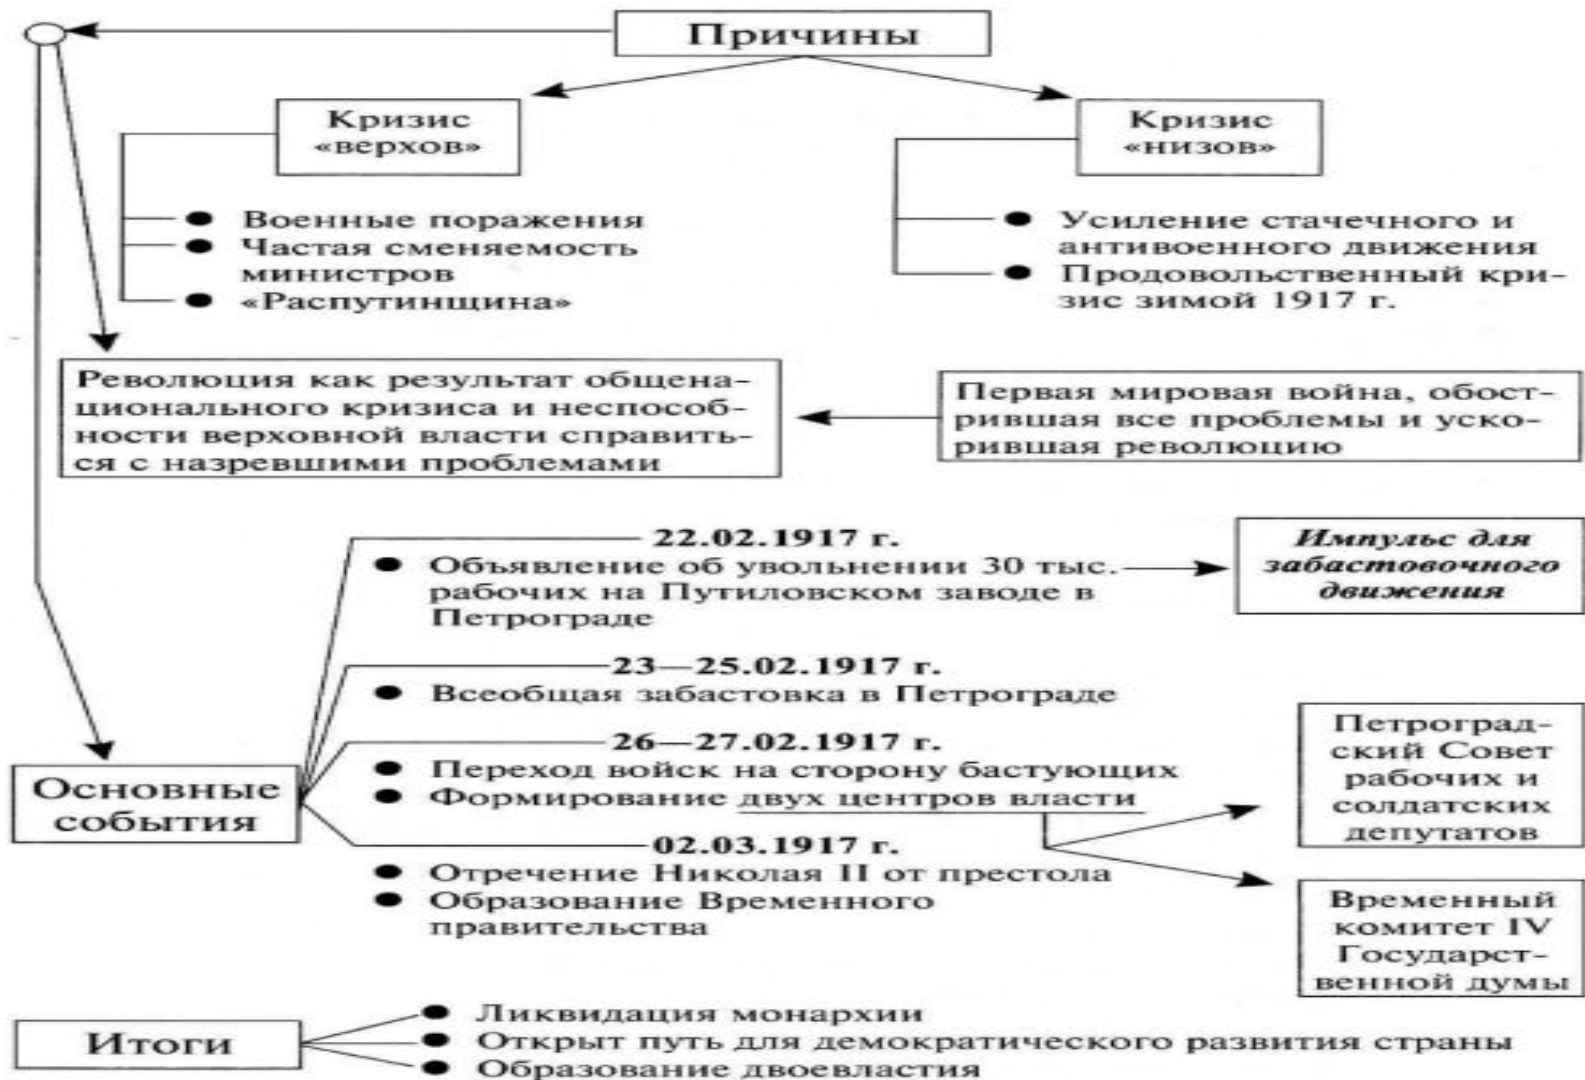 Причины
Кризис
«верхов»
Кризис
«низов»
Военные поражения
Частая сменяемость
министров
«Распутинщина»
Усиление стачечного и
антивоенного движения
Продовольственный кри-
зис зимой 1917 г.
Революция как результат общена-
ционального кризиса и неспособ-
ности верховной власти справить-
ся с назревшими проблемами
Первая мировая война, обост-
рившая все проблемы и уско-
рившая революцию
22.02.1917 г.
Объявление об увольнении 30 тыс.
рабочих на Путиловском заводе в
Петрограде
Импульс для
забастовочного
движения
23—25.02.1917 г.
Всеобщая забастовка в Петрограде
26—27.02.1917 г.
Переход войск на сторону бастующих
Формирование двух центров власти
Петроград-
ский Совет
рабочих и
солдатских
депутатов
Основные
события
02.03.1917 г.
Отречение Николая II от престола
Образование Временного
правительства
Временный
комитет IV
Государст-
венной думы
Итоги
Ликвидация монархии
Открыт путь для демократического развития страны
Образование двоевластия